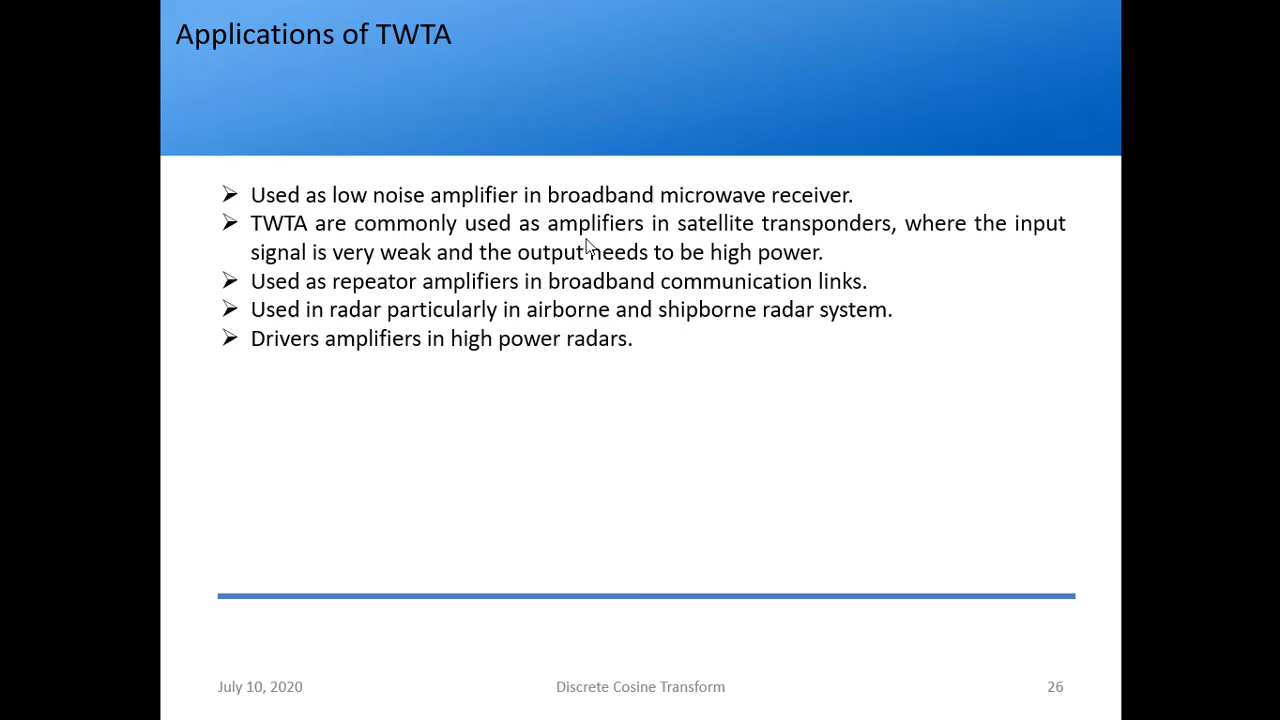 Applications of TWTA
Used as low noise amplifier in broadband microwave receiver.
TWTA are commonly used as amplifiers in satellite transponders, where the input
signal is very weak and the output needs to be high power.
Used as repeator amplifiers in broadband communication links.
Used in radar particularly in airborne and shipborne radar system.
Drivers amplifiers in high power radars.
July 10, 2020
Discrete Cosine Transform
26